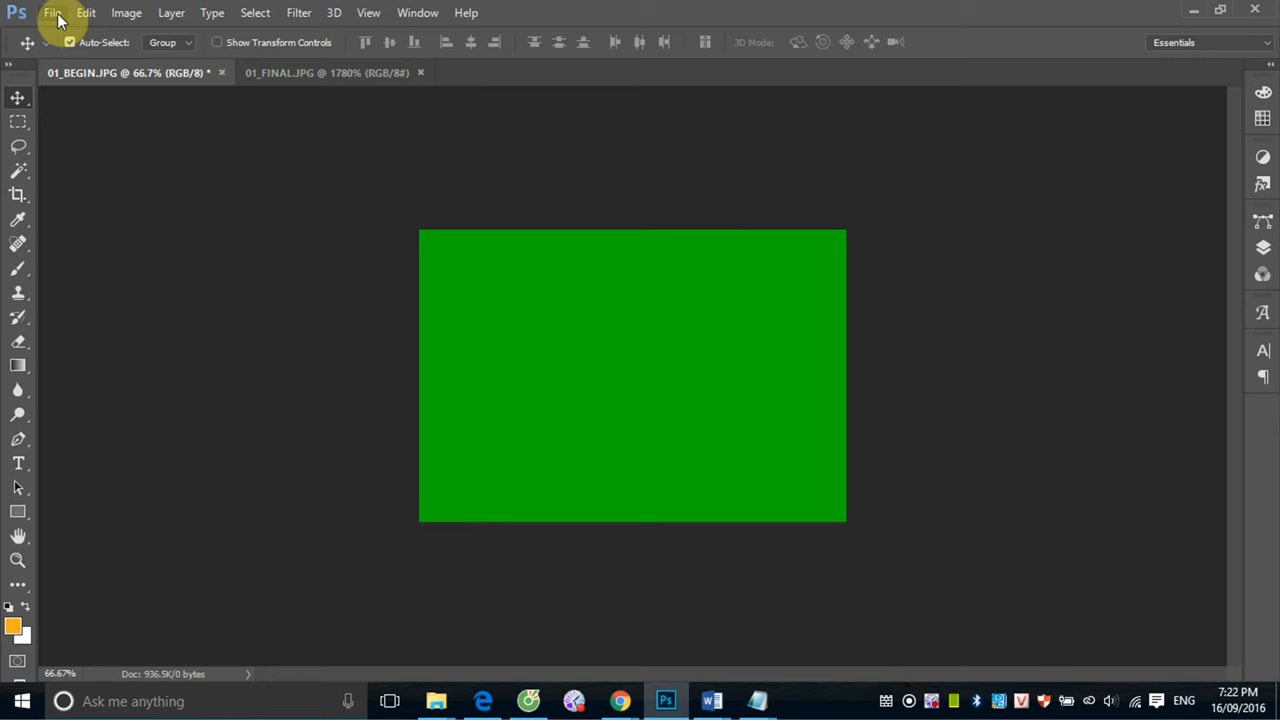 Ps File Edit Image Layer Type Select Filter 3D View Window Help
Auto-Select: Group Show Transform Controls 3D Mode: Essentials
01_BEGIN.JPG @ 66.7% (RGB/8) * × 01_FINAL.JPG @ 1780% (RGB/8#) ×
66.67% Doc: 936.5K/0 bytes
Ask me anything ENG 7:22 PM
16/09/2016